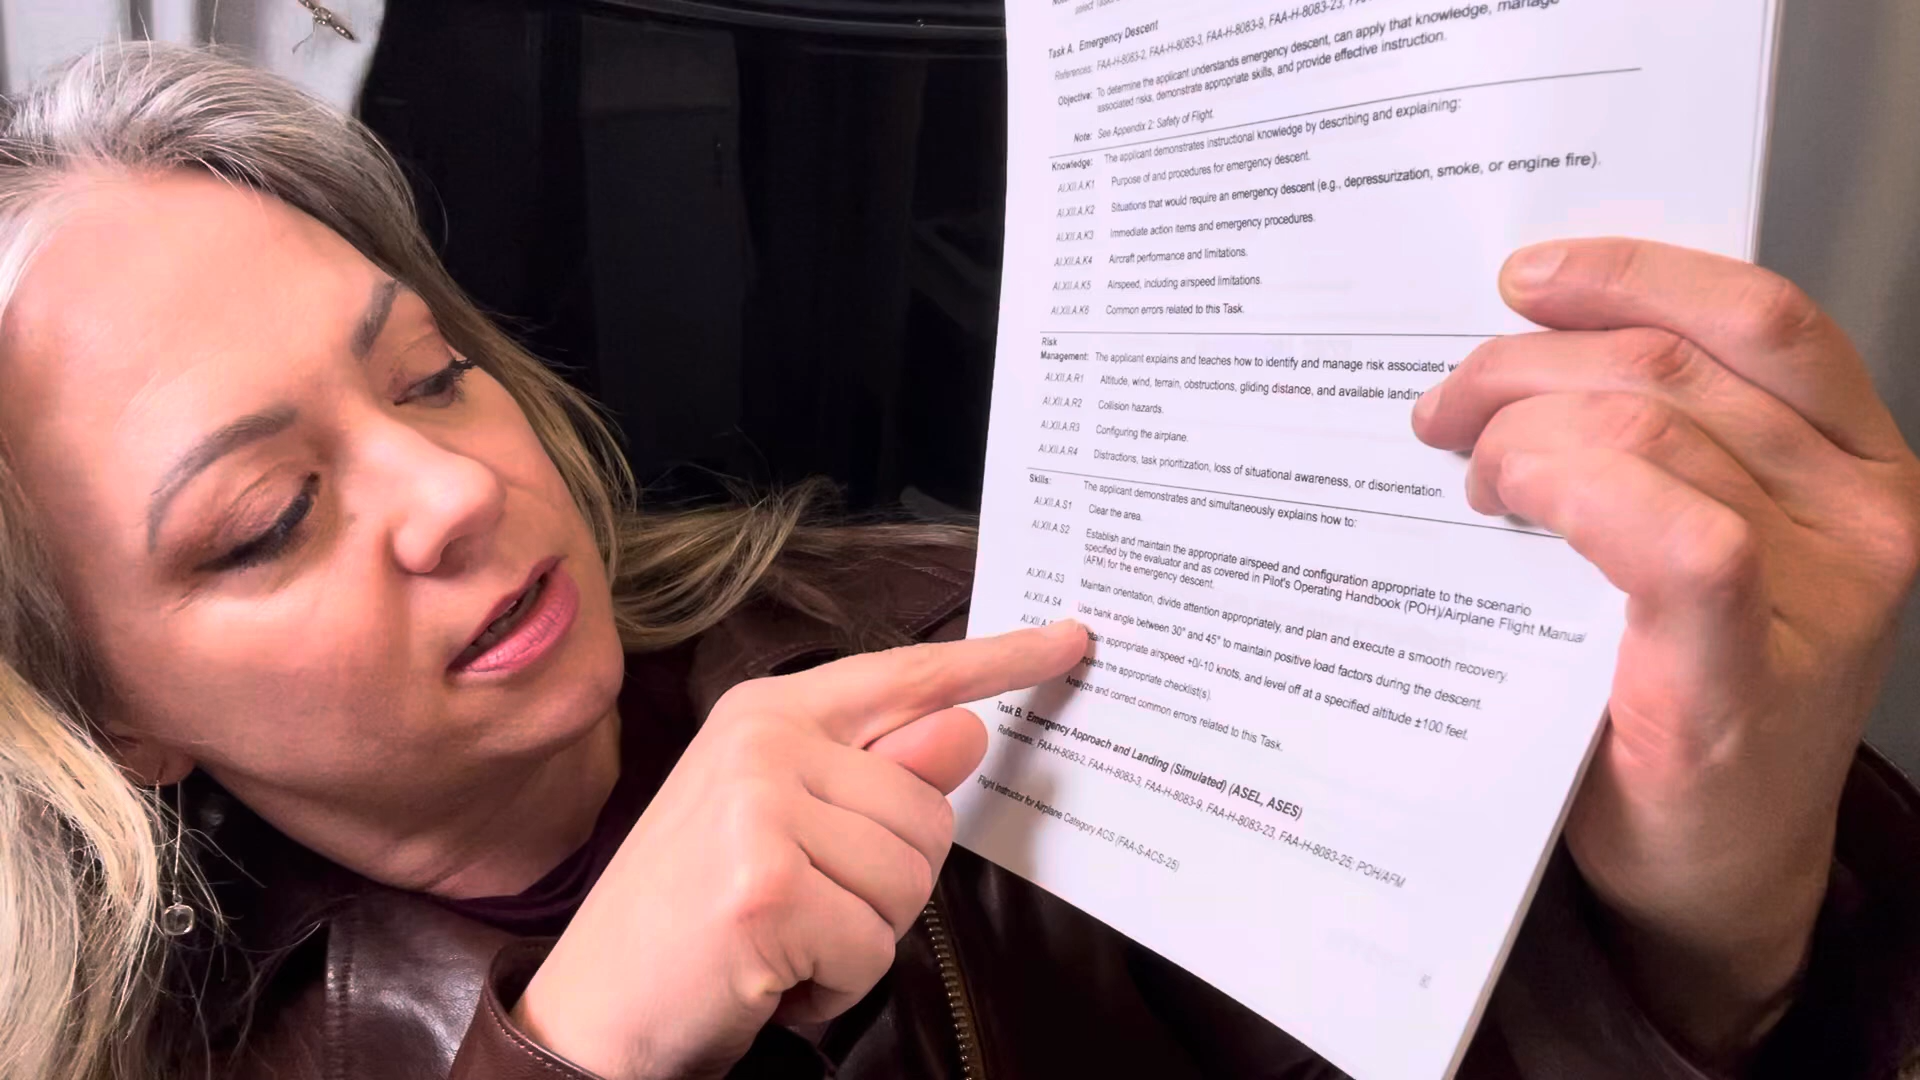 Task A. Emergency Descent
References: FAA-H-8083-2, FAA-H-8083-3, FAA-H-8083-9, FAA-H-8083-23,
Objective: To determine the applicant understands emergency descent, can apply that knowledge, manage
associated risks, demonstrate appropriate skills, and provide effective instruction.
Note: See Appendix 2: Safety of Flight.
Knowledge: The applicant demonstrates instructional knowledge by describing and explaining:
AI.XII.A.K1 Purpose of and procedures for emergency descent.
AI.XII.A.K2 Situations that would require an emergency descent (e.g., depressurization, smoke, or engine fire).
AI.XII.A.K3 Immediate action items and emergency procedures.
AI.XII.A.K4 Aircraft performance and limitations.
AI.XII.A.K5 Airspeed, including airspeed limitations.
AI.XII.A.K6 Common errors related to this Task.
Risk
Management: The applicant explains and teaches how to identify and manage risk associated
AI.XII.A.R1 Altitude, wind, terrain, obstructions, gliding distance, and available
AI.XII.A.R2 Collision hazards.
AI.XII.A.R3 Configuring the airplane.
AI.XII.A.R4 Distractions, task prioritization, loss of situational awareness, or disorientation.
Skills: The applicant demonstrates and simultaneously explains how to:
AI.XII.A.S1 Clear the area.
AI.XII.A.S2 Establish and maintain the appropriate airspeed and configuration appropriate to the scenario
specified by the evaluator and as covered in Pilot's Operating Handbook (POH)/Airplane Flight Manual
(AFM) for the emergency descent.
AI.XII.A.S3 Maintain orientation, divide attention appropriately, and plan and execute a smooth recovery.
AI.XII.A.S4 Use bank angle between 30° and 45° to maintain positive load factors during the descent.
appropriate airspeed +0/-10 knots, and level off at a specified altitude ±100 feet.
the appropriate checklist(s).
Analyze and correct common errors related to this Task.
Task B. Emergency Approach and Landing (Simulated) (ASEL, ASES)
References: FAA-H-8083-2, FAA-H-8083-3, FAA-H-8083-9, FAA-H-8083-23, FAA-H-8083-25; POH/AFM
Flight Instructor for Airplane Category ACS (FAA-S-ACS-25)